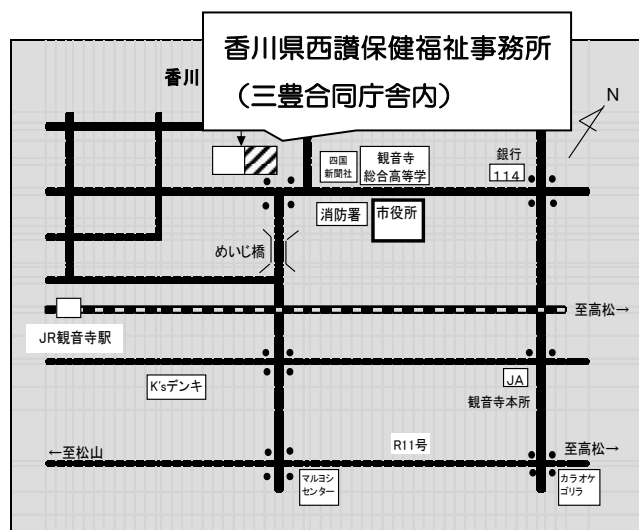 香川県西讃保健福祉事務所
（三豊合同庁舎内）
香川
N
四国
新聞社
観音寺
総合高等学
銀行
114
消防署
市役所
めいじ橋
至高松→
JR観音寺駅
K'sデンキ
JA
観音寺本所
R11号
←至松山
至高松→
マルヨシ
センター
カラオケ
ゴリラ